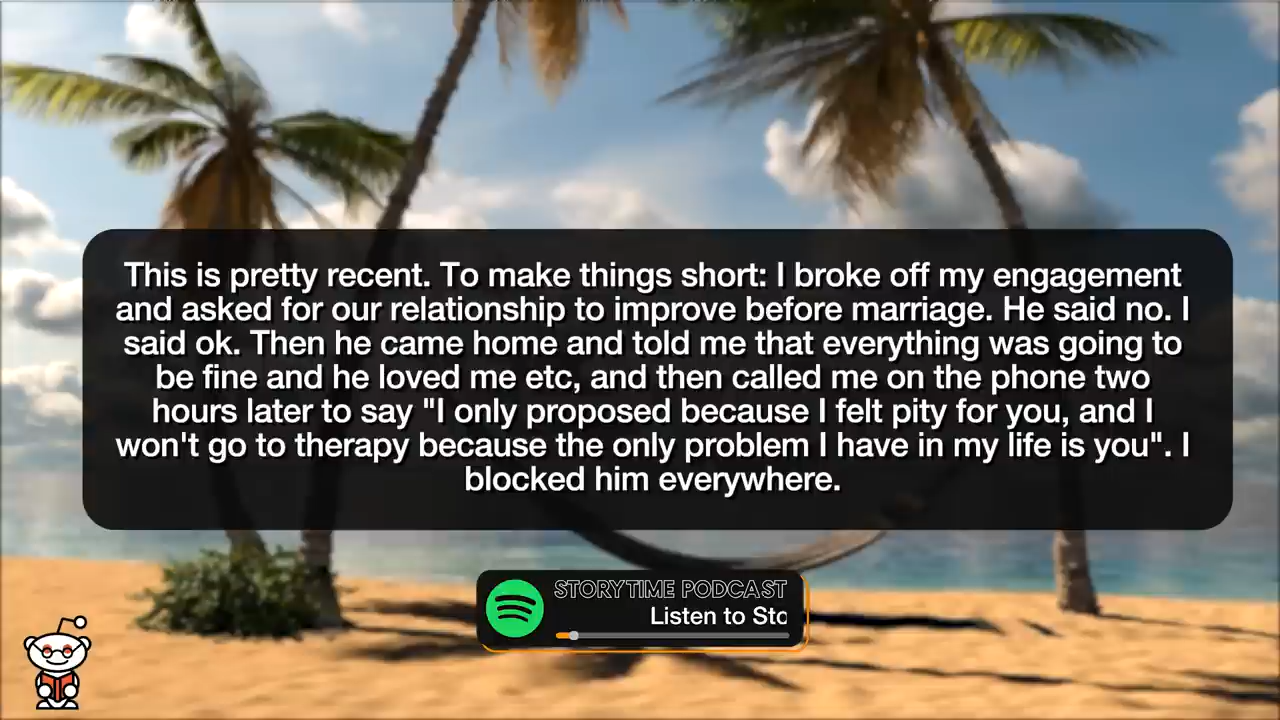 This is pretty recent. To make things short: I broke off my engagement
and asked for our relationship to improve before marriage. He said no. I
said ok. Then he came home and told me that everything was going to
be fine and he loved me etc, and then called me on the phone two
hours later to say "I only proposed because I felt pity for you, and I
won't go to therapy because the only problem I have in my life is you". I
blocked him everywhere.
STORYTIME PODCAST
Listen to Sto